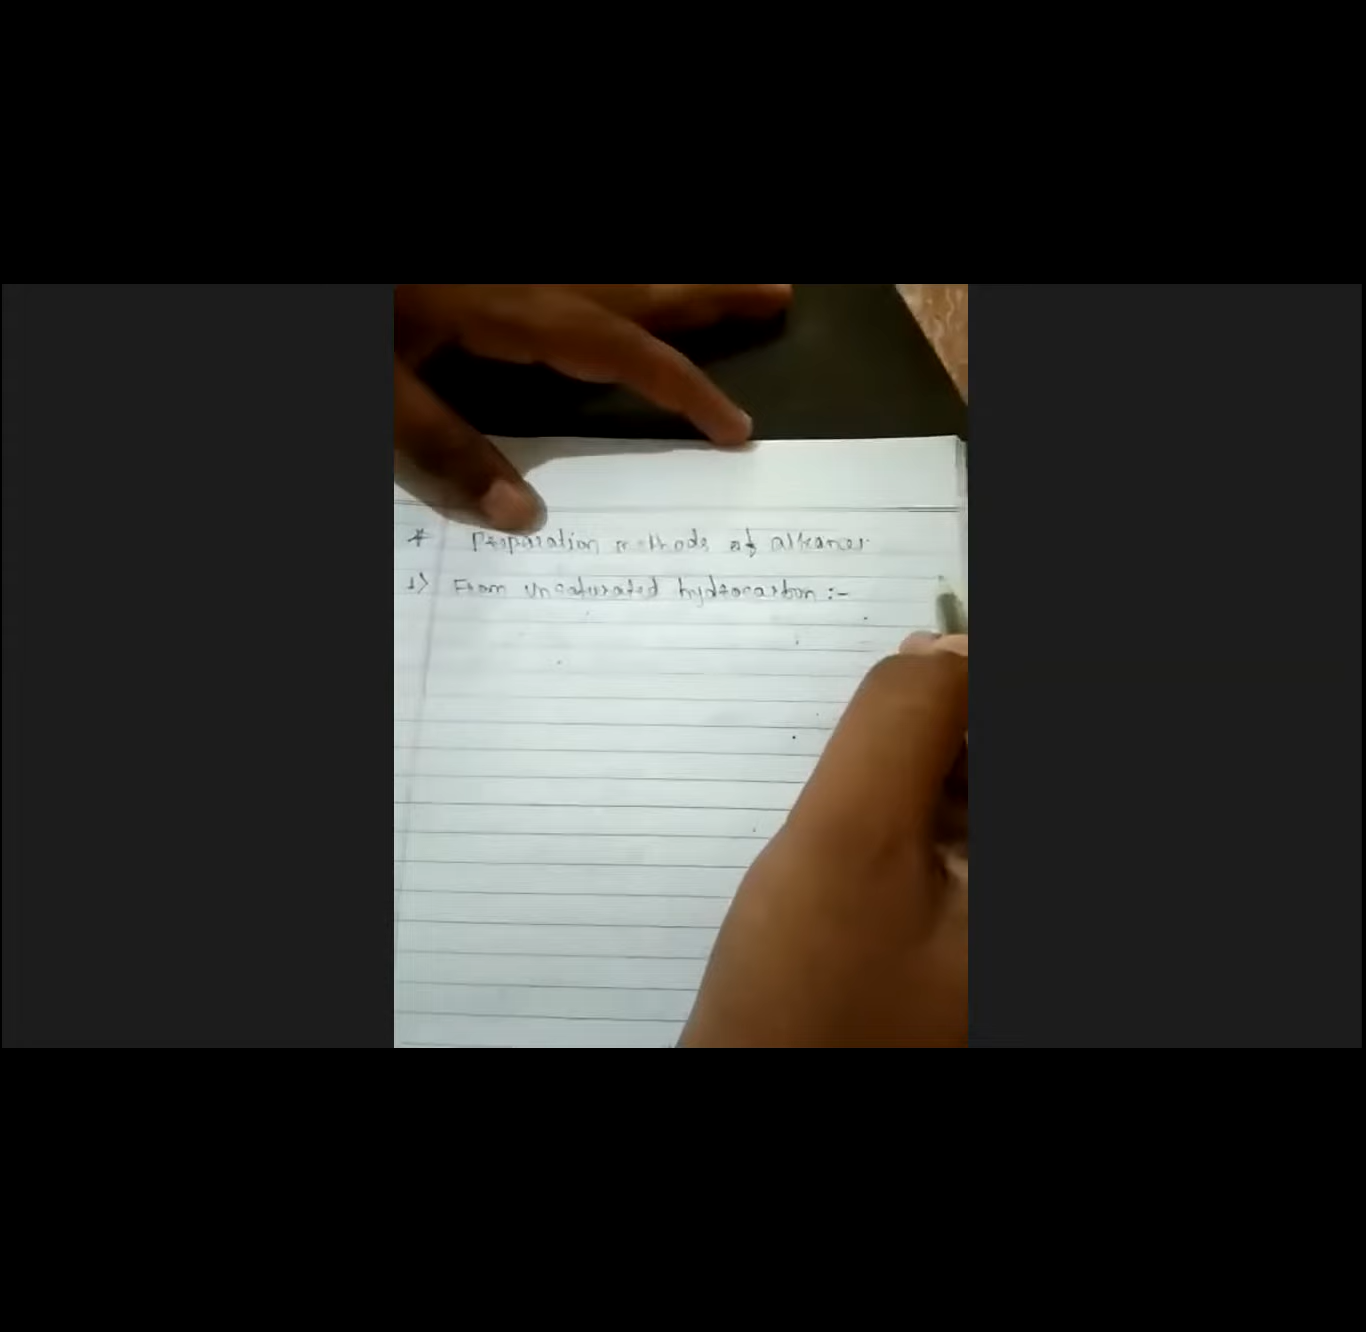 * Preparation methods of alkanes.
1) From unsaturated hydrocarbon :-